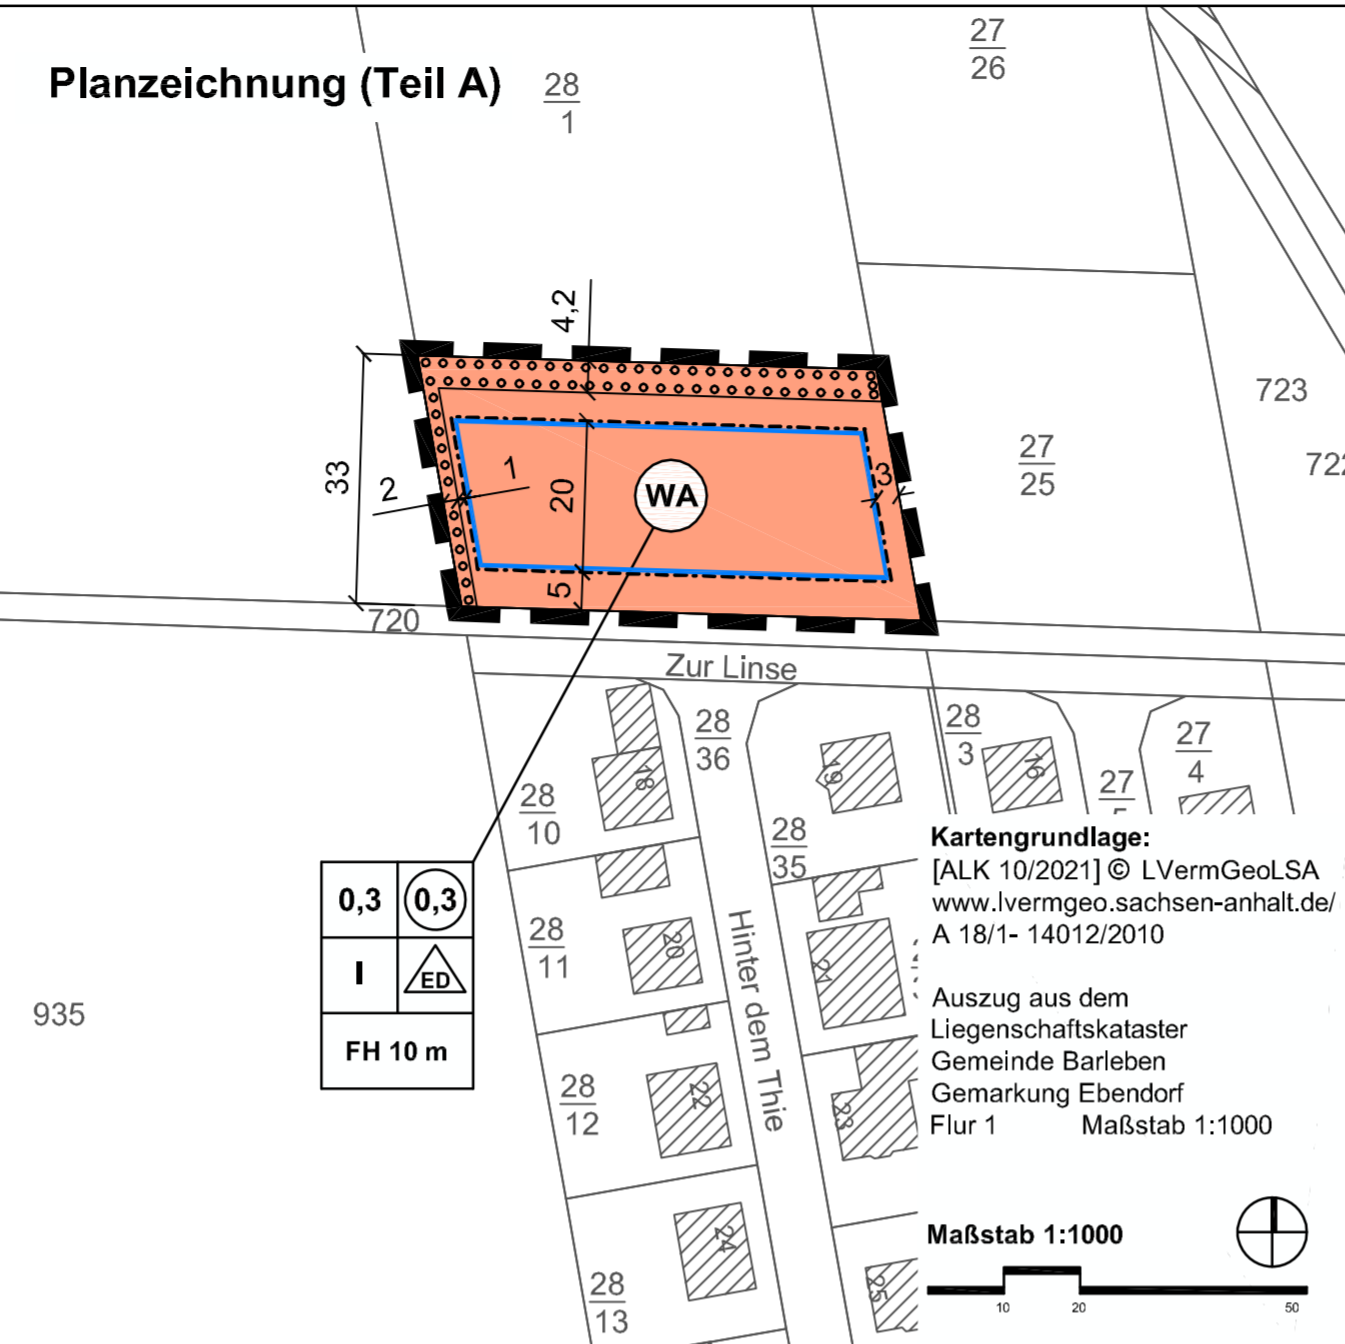 Planzeichnung (Teil A)
28
1
27
26
4,2
723
27
25
722
33
2
1
20
WA
3
5
720
Zur Linse
28
36
28
3
27
4
18
19
16
27
28
10
28
35
0,3 0,3
I ED
FH 10 m
935
28
11
20
21
Hinter dem Thie
28
12
22
23
28
13
24
25
Kartengrundlage:
[ALK 10/2021] © LVermGeoLSA
www.lvermgeo.sachsen-anhalt.de/
A 18/1- 14012/2010
Auszug aus dem
Liegenschaftskataster
Gemeinde Barleben
Gemarkung Ebendorf
Flur 1 Maßstab 1:1000
Maßstab 1:1000
10 20 50